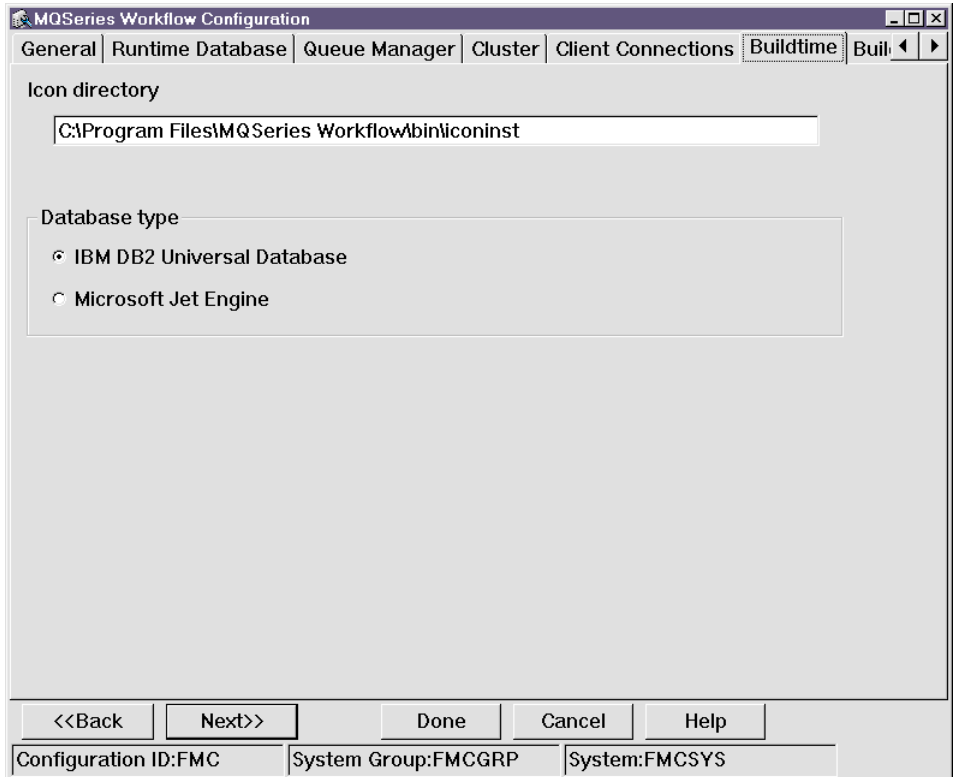 MQSeries Workflow Configuration
General Runtime Database Queue Manager Cluster Client Connections Buildtime Buil
Icon directory
C:\Program Files\MQSeries Workflow\bin\iconinst
Database type
IBM DB2 Universal Database
Microsoft Jet Engine
<<Back Next>> Done Cancel Help
Configuration ID:FMC System Group:FMCGRP System:FMCSYS